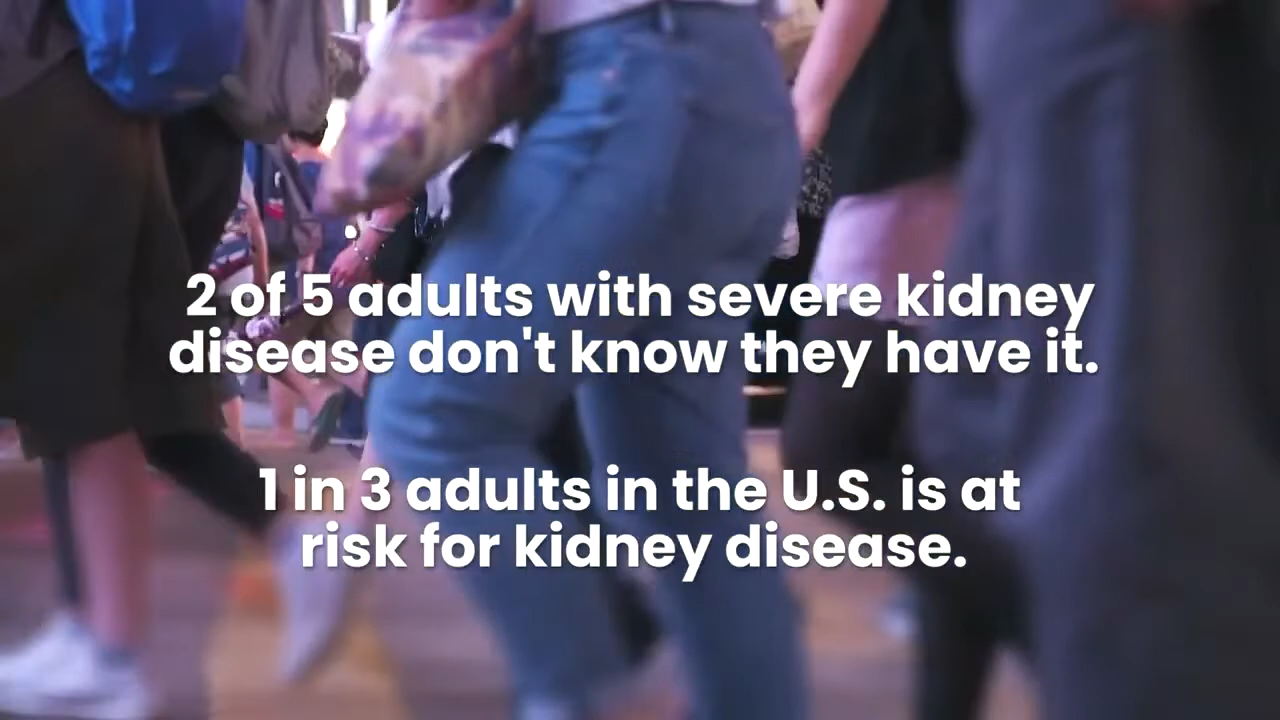 2 of 5 adults with severe kidney
disease don't know they have it.
1 in 3 adults in the U.S. is at
risk for kidney disease.